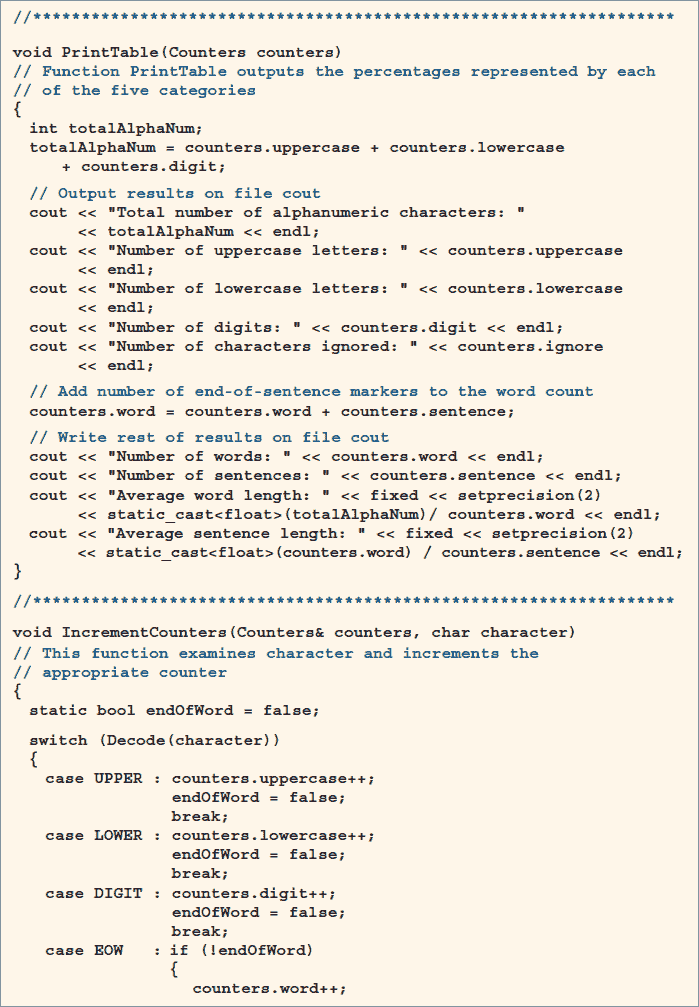 //******************************************************************
void PrintTable(Counters counters)
// Function PrintTable outputs the percentages represented by each
// of the five categories
{
  int totalAlphaNum;
  totalAlphaNum = counters.uppercase + counters.lowercase
      + counters.digit;
  // Output results on file cout
  cout << "Total number of alphanumeric characters: "
       << totalAlphaNum << endl;
  cout << "Number of uppercase letters: " << counters.uppercase
       << endl;
  cout << "Number of lowercase letters: " << counters.lowercase
       << endl;
  cout << "Number of digits: " << counters.digit << endl;
  cout << "Number of characters ignored: " << counters.ignore
       << endl;
  // Add number of end-of-sentence markers to the word count
  counters.word = counters.word + counters.sentence;
  // Write rest of results on file cout
  cout << "Number of words: " << counters.word << endl;
  cout << "Number of sentences: " << counters.sentence << endl;
  cout << "Average word length: " << fixed << setprecision(2)
       << static_cast<float>(totalAlphaNum)/ counters.word << endl;
  cout << "Average sentence length: " << fixed << setprecision(2)
       << static_cast<float>(counters.word) / counters.sentence << endl;
}
//******************************************************************
void IncrementCounters(Counters& counters, char character)
// This function examines character and increments the
// appropriate counter
{
  static bool endOfWord = false;
  switch (Decode(character))
  {
    case UPPER : counters.uppercase++;
                 endOfWord = false;
                 break;
    case LOWER : counters.lowercase++;
                 endOfWord = false;
                 break;
    case DIGIT : counters.digit++;
                 endOfWord = false;
                 break;
    case EOW   : if (!endOfWord)
                 {
                   counters.word++;